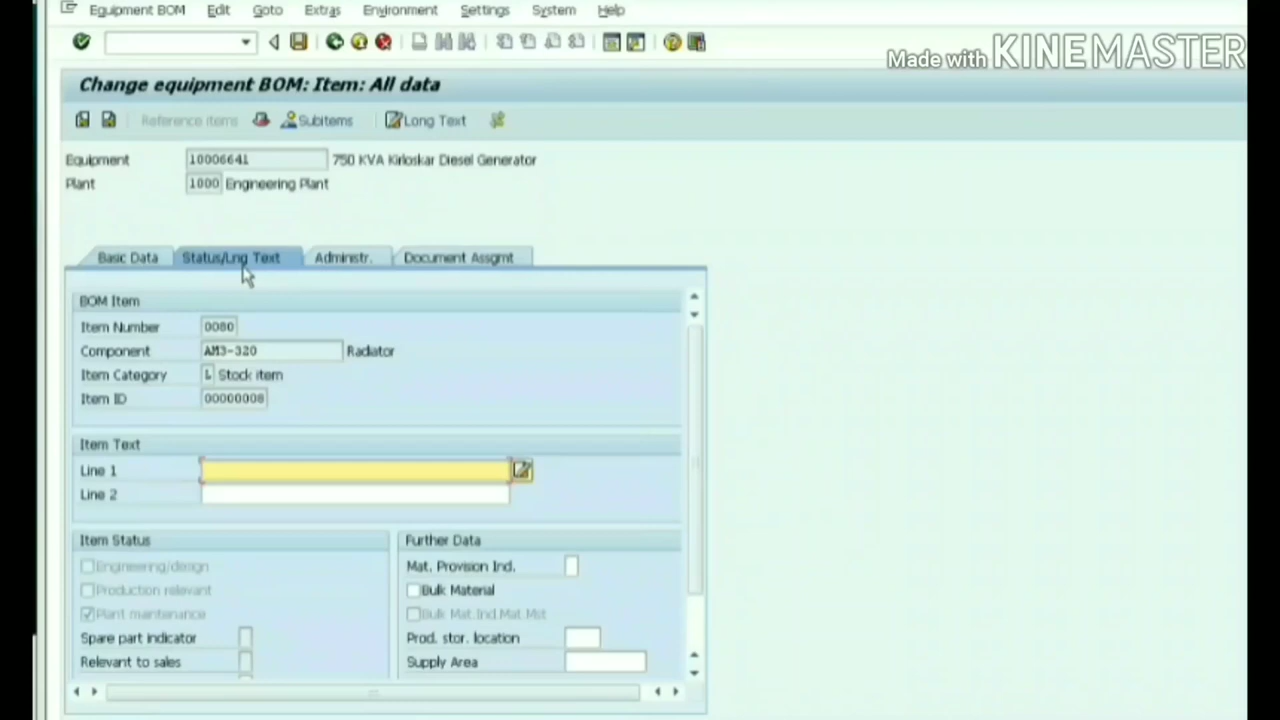 Equipment BOM Edit Goto Extras Environment Settings System Help
Made with KINEMASTER
Change equipment BOM: Item: All data
Reference items Subitems Long Text
Equipment 10006641 750 KVA Kirloskar Diesel Generator
Plant 1000 Engineering Plant
Basic Data Status/Lng Text Administr. Document Assgmt
BOM Item
Item Number 0080
Component AM3-320 Radiator
Item Category L Stock item
Item ID 00000008
Item Text
Line 1
Line 2
Item Status Further Data
Engineering/design Mat. Provision Ind.
Production relevant Bulk Material
Plant maintenance Bulk Mat.Ind.Mat.Mst
Spare part indicator Prod. stor. location
Relevant to sales Supply Area